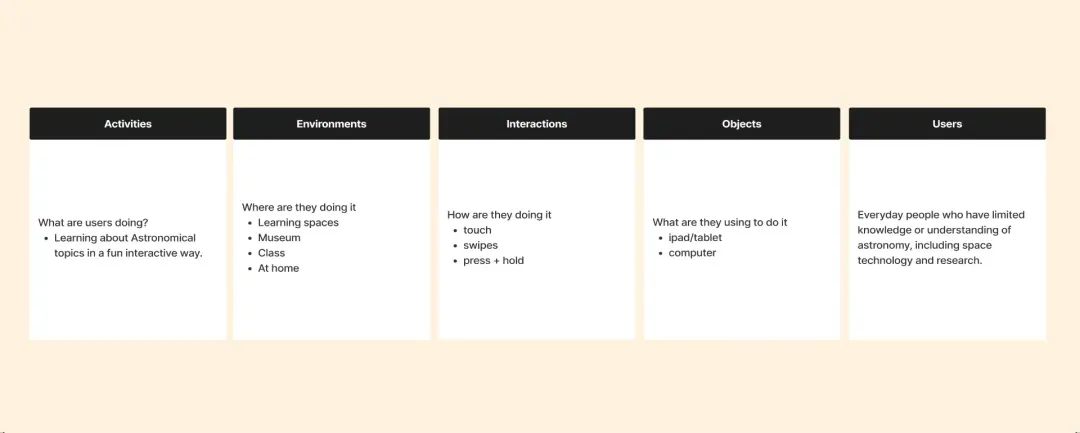 Activities
What are users doing?
• Learning about Astronomical
topics in a fun interactive way.
Environments
Where are they doing it
• Learning spaces
• Museum
• Class
• At home
Interactions
How are they doing it
• touch
• swipes
• press + hold
Objects
What are they using to do it
• ipad/tablet
• computer
Users
Everyday people who have limited
knowledge or understanding of
astronomy, including space
technology and research.